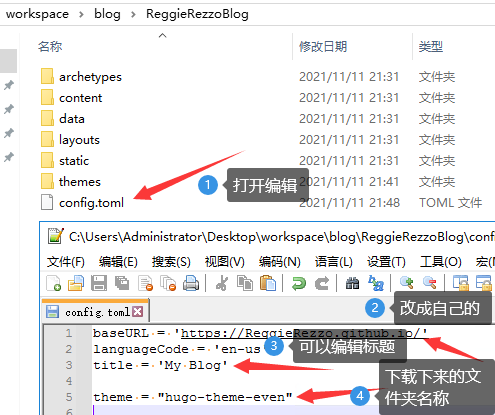 workspace > blog > ReggieRezzoBlog
名称 修改日期 类型
archetypes 2021/11/11 21:31 文件夹
content 2021/11/11 21:31 文件夹
data 2021/11/11 21:31 文件夹
layouts 2021/11/11 21:31 文件夹
static 2021/11/11 21:31 文件夹
themes 2021/11/11 21:41 文件夹
config.toml 2021/11/11 21:48 TOML 文件
1 打开编辑
C:\Users\Administrator\Desktop\workspace\blog\ReggieRezzoBlog\conf
文件(F) 编辑(E) 搜索(S) 视图(V) 编码(N) 语言(L) 设置(T) 工具(O) 宏(
2 改成自己的
config.toml
1 baseURL = 'https://ReggieRezzo.github.io/'
2 languageCode = 'en-us
3 可以编辑标题
3 title = 'My Blog'
4
4 下载下来的文
件夹名称
5 theme = "hugo-theme-even"
6